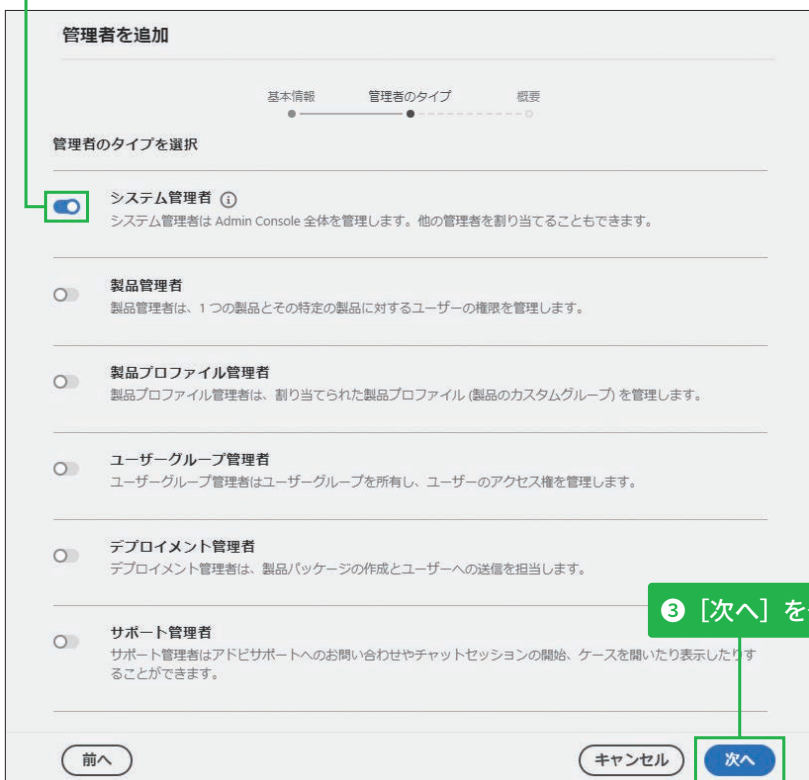 管理者を追加
基本情報
管理者のタイプ
概要
管理者のタイプを選択
システム管理者
システム管理者は Admin Console 全体を管理します。他の管理者を割り当てることもできます。
製品管理者
製品管理者は、1 つの製品とその特定の製品に対するユーザーの権限を管理します。
製品プロファイル管理者
製品プロファイル管理者は、割り当てられた製品プロファイル (製品のカスタムグループ) を管理します。
ユーザーグループ管理者
ユーザーグループ管理者はユーザーグループを所有し、ユーザーのアクセス権を管理します。
デプロイメント管理者
デプロイメント管理者は、製品パッケージの作成とユーザーへの送信を担当します。
❸ [次へ] を
サポート管理者
サポート管理者はアドビサポートへのお問い合わせやチャットセッションの開始、ケースを開いたり表示したりす
ることができます。
前へ
キャンセル
次へ